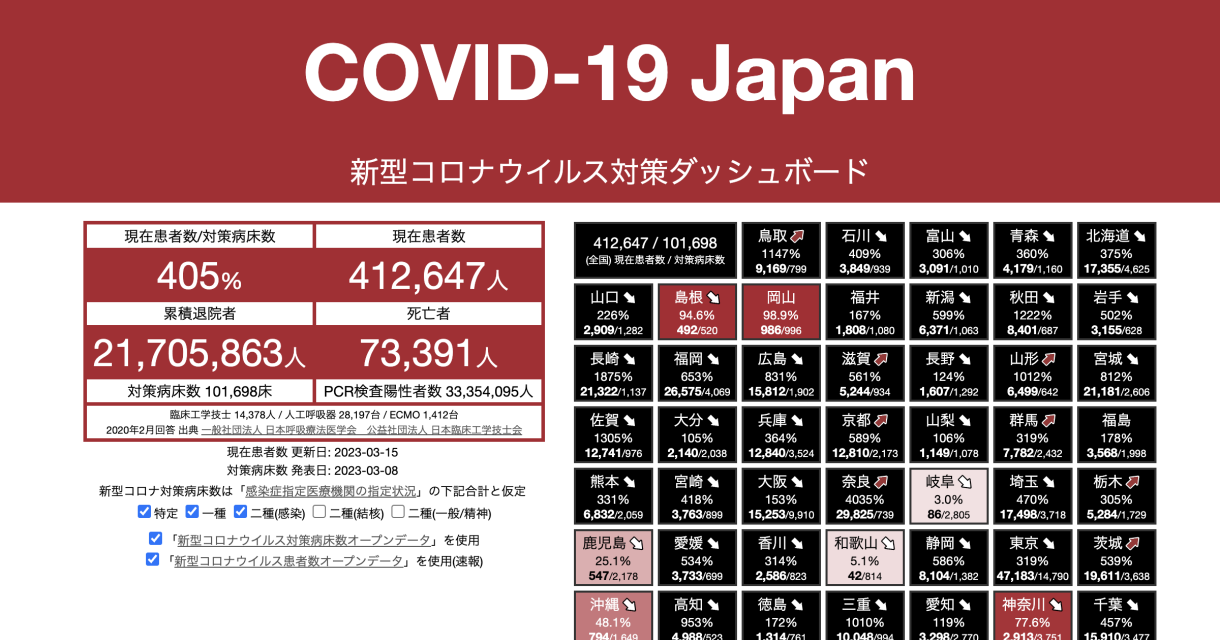 COVID-19 Japan
新型コロナウイルス対策ダッシュボード
現在患者数/対策病床数
現在患者数
405%
412,647人
累積退院者
死亡者
21,705,863人
73,391人
対策病床数 101,698床
PCR検査陽性者数 33,354,095人
臨床工学技士 14,378人 / 人工呼吸器 28,197台 / ECMO 1,412台
2020年2月回答 出典 一般社団法人 日本呼吸療法医学会　公益社団法人 日本臨床工学技士会
現在患者数 更新日: 2023-03-15
対策病床数 発表日: 2023-03-08
新型コロナ対策病床数は「感染症指定医療機関の指定状況」の下記合計と仮定
特定 一種 二種(感染) 二種(結核) 二種(一般/精神)
「新型コロナウイルス対策病床数オープンデータ」を使用
「新型コロナウイルス患者数オープンデータ」を使用(速報)
412,647 / 101,698
(全国) 現在患者数 / 対策病床数
鳥取
1147%
9,169/799
石川
409%
3,849/939
富山
306%
3,091/1,010
青森
360%
4,179/1,160
北海道
375%
17,355/4,625
山口
226%
2,909/1,282
島根
94.6%
492/520
岡山
98.9%
986/996
福井
167%
1,808/1,080
新潟
599%
6,371/1,063
秋田
1222%
8,401/687
岩手
502%
3,155/628
長崎
1875%
21,322/1,137
福岡
653%
26,575/4,069
広島
831%
15,812/1,902
滋賀
561%
5,244/934
長野
124%
1,607/1,292
山形
1012%
6,499/642
宮城
812%
21,181/2,606
佐賀
1305%
12,741/976
大分
105%
2,140/2,038
兵庫
364%
12,840/3,524
京都
589%
12,810/2,173
山梨
106%
1,149/1,078
群馬
319%
7,782/2,432
福島
178%
3,568/1,998
熊本
331%
6,832/2,059
宮崎
418%
3,763/899
大阪
153%
15,253/9,910
奈良
4035%
29,825/739
岐阜
3.0%
86/2,805
埼玉
470%
17,498/3,718
栃木
305%
5,284/1,729
鹿児島
25.1%
547/2,178
愛媛
534%
3,733/699
香川
314%
2,586/823
和歌山
5.1%
42/814
静岡
586%
8,104/1,382
東京
319%
47,183/14,790
茨城
539%
19,611/3,638
沖縄
48.1%
794/1,649
高知
953%
4,988/523
徳島
172%
1,314/761
三重
1010%
10,048/994
愛知
119%
3,298/2,770
神奈川
77.6%
2,913/3,751
千葉
457%
15,910/3,477